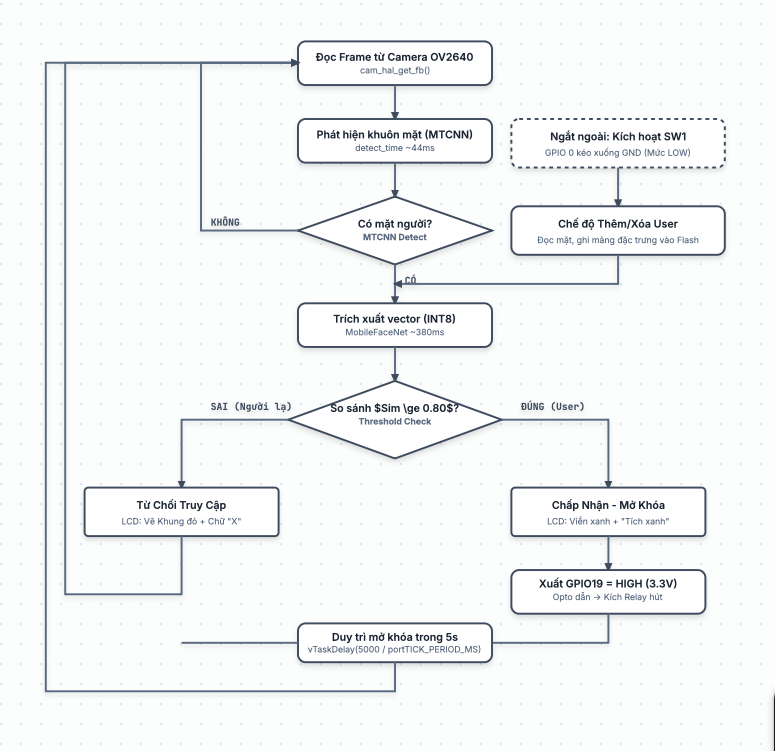 Đọc Frame từ Camera OV2640
cam_hal_get_fb()
Phát hiện khuôn mặt (MTCNN)
detect_time ~44ms
Ngắt ngoài: Kích hoạt SW1
GPIO 0 kéo xuống GND (Mức LOW)
Có mặt người?
MTCNN Detect
KHÔNG
Chế độ Thêm/Xóa User
Đọc mặt, ghi mảng đặc trưng vào Flash
CÓ
Trích xuất vector (INT8)
MobileFaceNet ~380ms
SAI (Người lạ)
So sánh $Sim \ge 0.80$?
Threshold Check
ĐÚNG (User)
Từ Chối Truy Cập
LCD: Vẽ Khung đỏ + Chữ "X"
Chấp Nhận - Mở Khóa
LCD: Viền xanh + "Tích xanh"
Xuất GPIO19 = HIGH (3.3V)
Opto dẫn → Kích Relay hút
Duy trì mở khóa trong 5s
vTaskDelay(5000 / portTICK_PERIOD_MS)